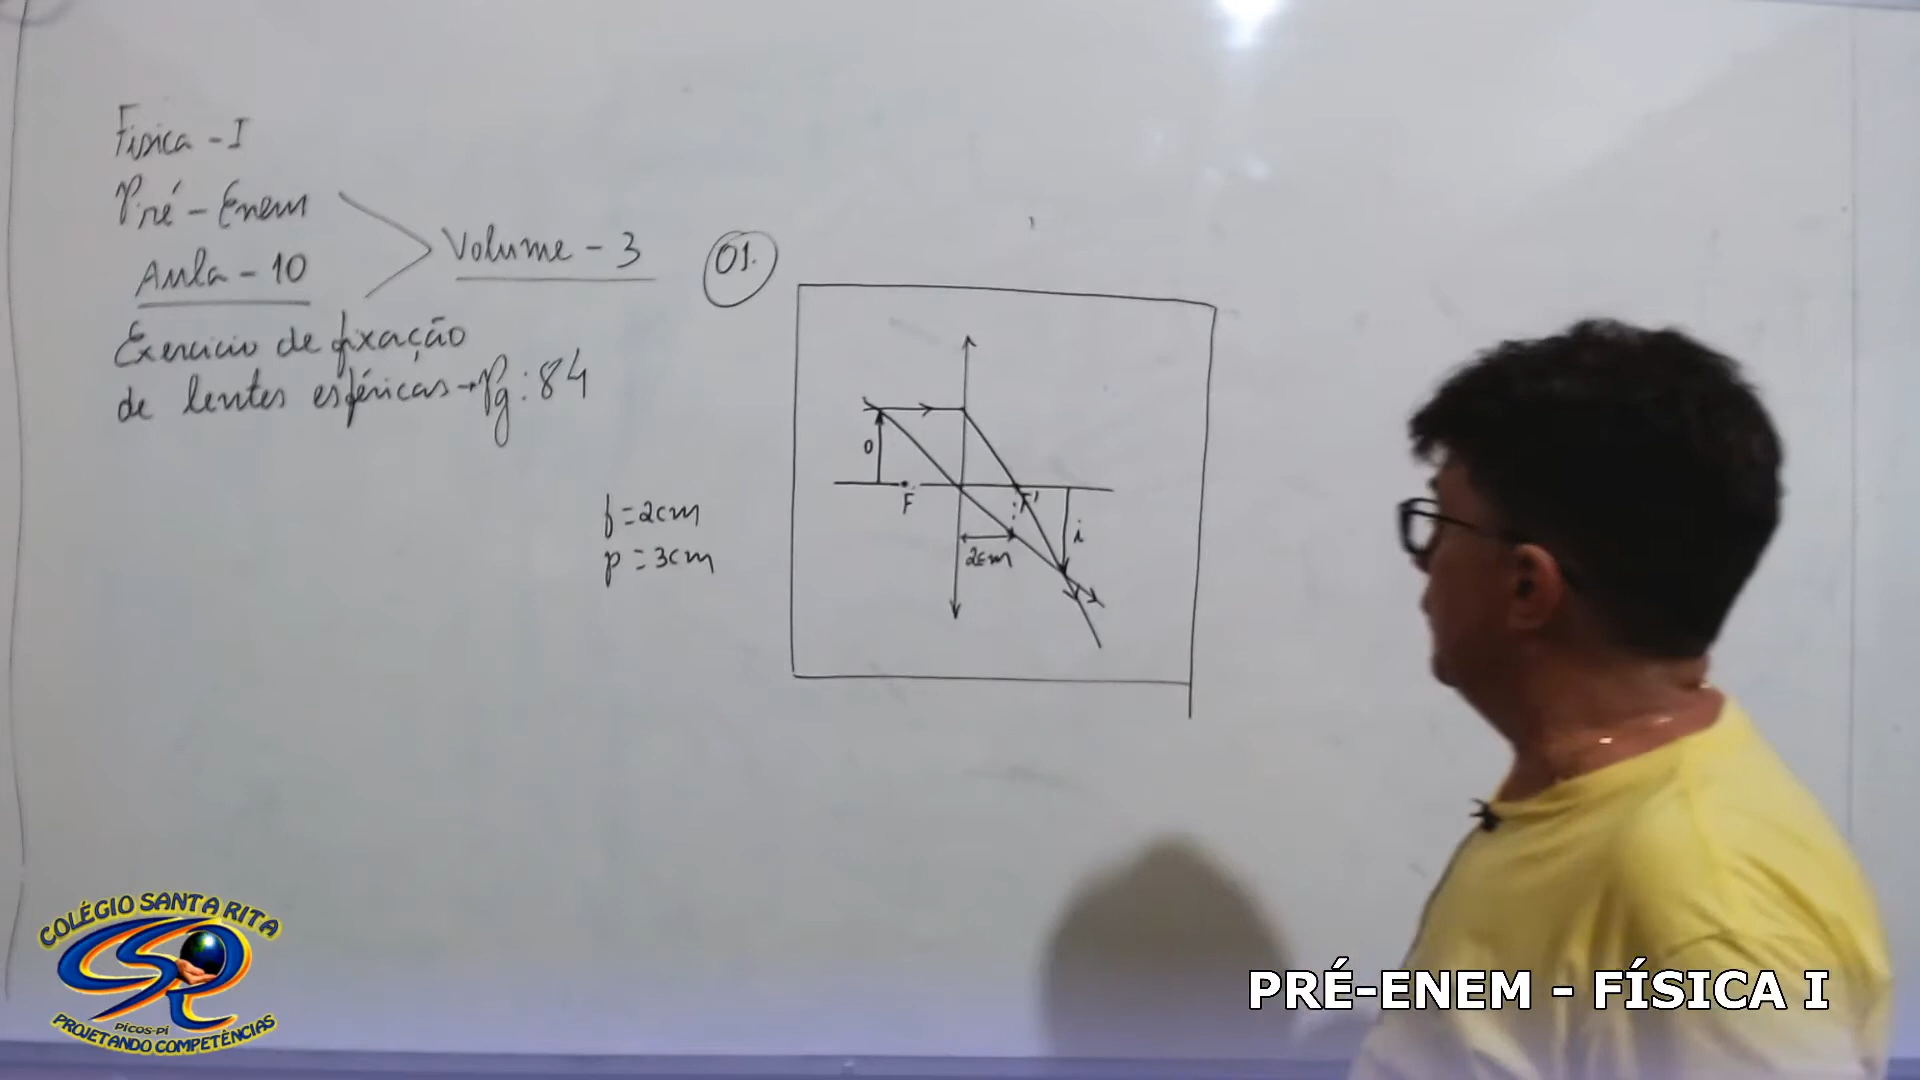 Física - I
Pré - Enem
Aula - 10
Volume - 3
Exercício de fixação
de lentes esféricas → Pg: 84
01.
o
F
F'
i
2cm
f = 2cm
p = 3cm
COLÉGIO SANTA RITA
CSR
PICOS-PI
PROJETANDO COMPETÊNCIAS
PRÉ-ENEM - FÍSICA I